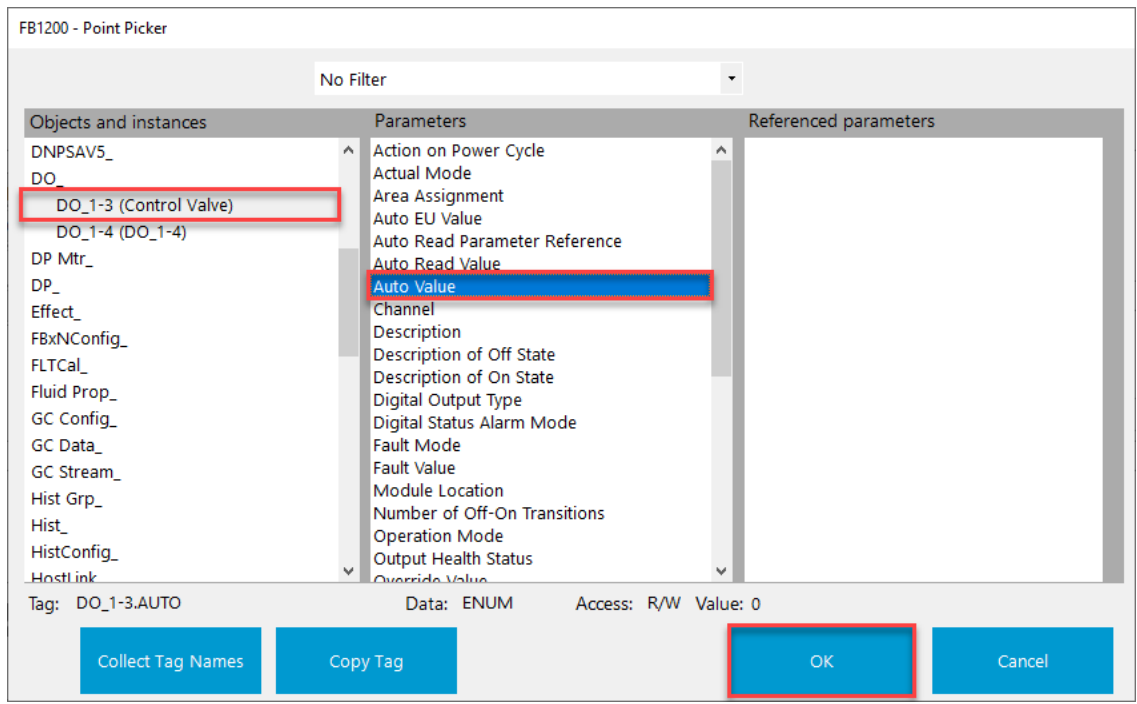 FB1200 - Point Picker
No Filter
Objects and instances
DNPSAV5_
DO_
DO_1-3 (Control Valve)
DO_1-4 (DO_1-4)
DP Mtr_
DP_
Effect_
FBxNConfig_
FLTCal_
Fluid Prop_
GC Config_
GC Data_
GC Stream_
Hist Grp_
Hist_
HistConfig_
HostLink
Parameters
Action on Power Cycle
Actual Mode
Area Assignment
Auto EU Value
Auto Read Parameter Reference
Auto Read Value
Auto Value
Channel
Description
Description of Off State
Description of On State
Digital Output Type
Digital Status Alarm Mode
Fault Mode
Fault Value
Module Location
Number of Off-On Transitions
Operation Mode
Output Health Status
Override Value
Referenced parameters
Tag: DO_1-3.AUTO Data: ENUM Access: R/W Value: 0
Collect Tag Names Copy Tag OK Cancel